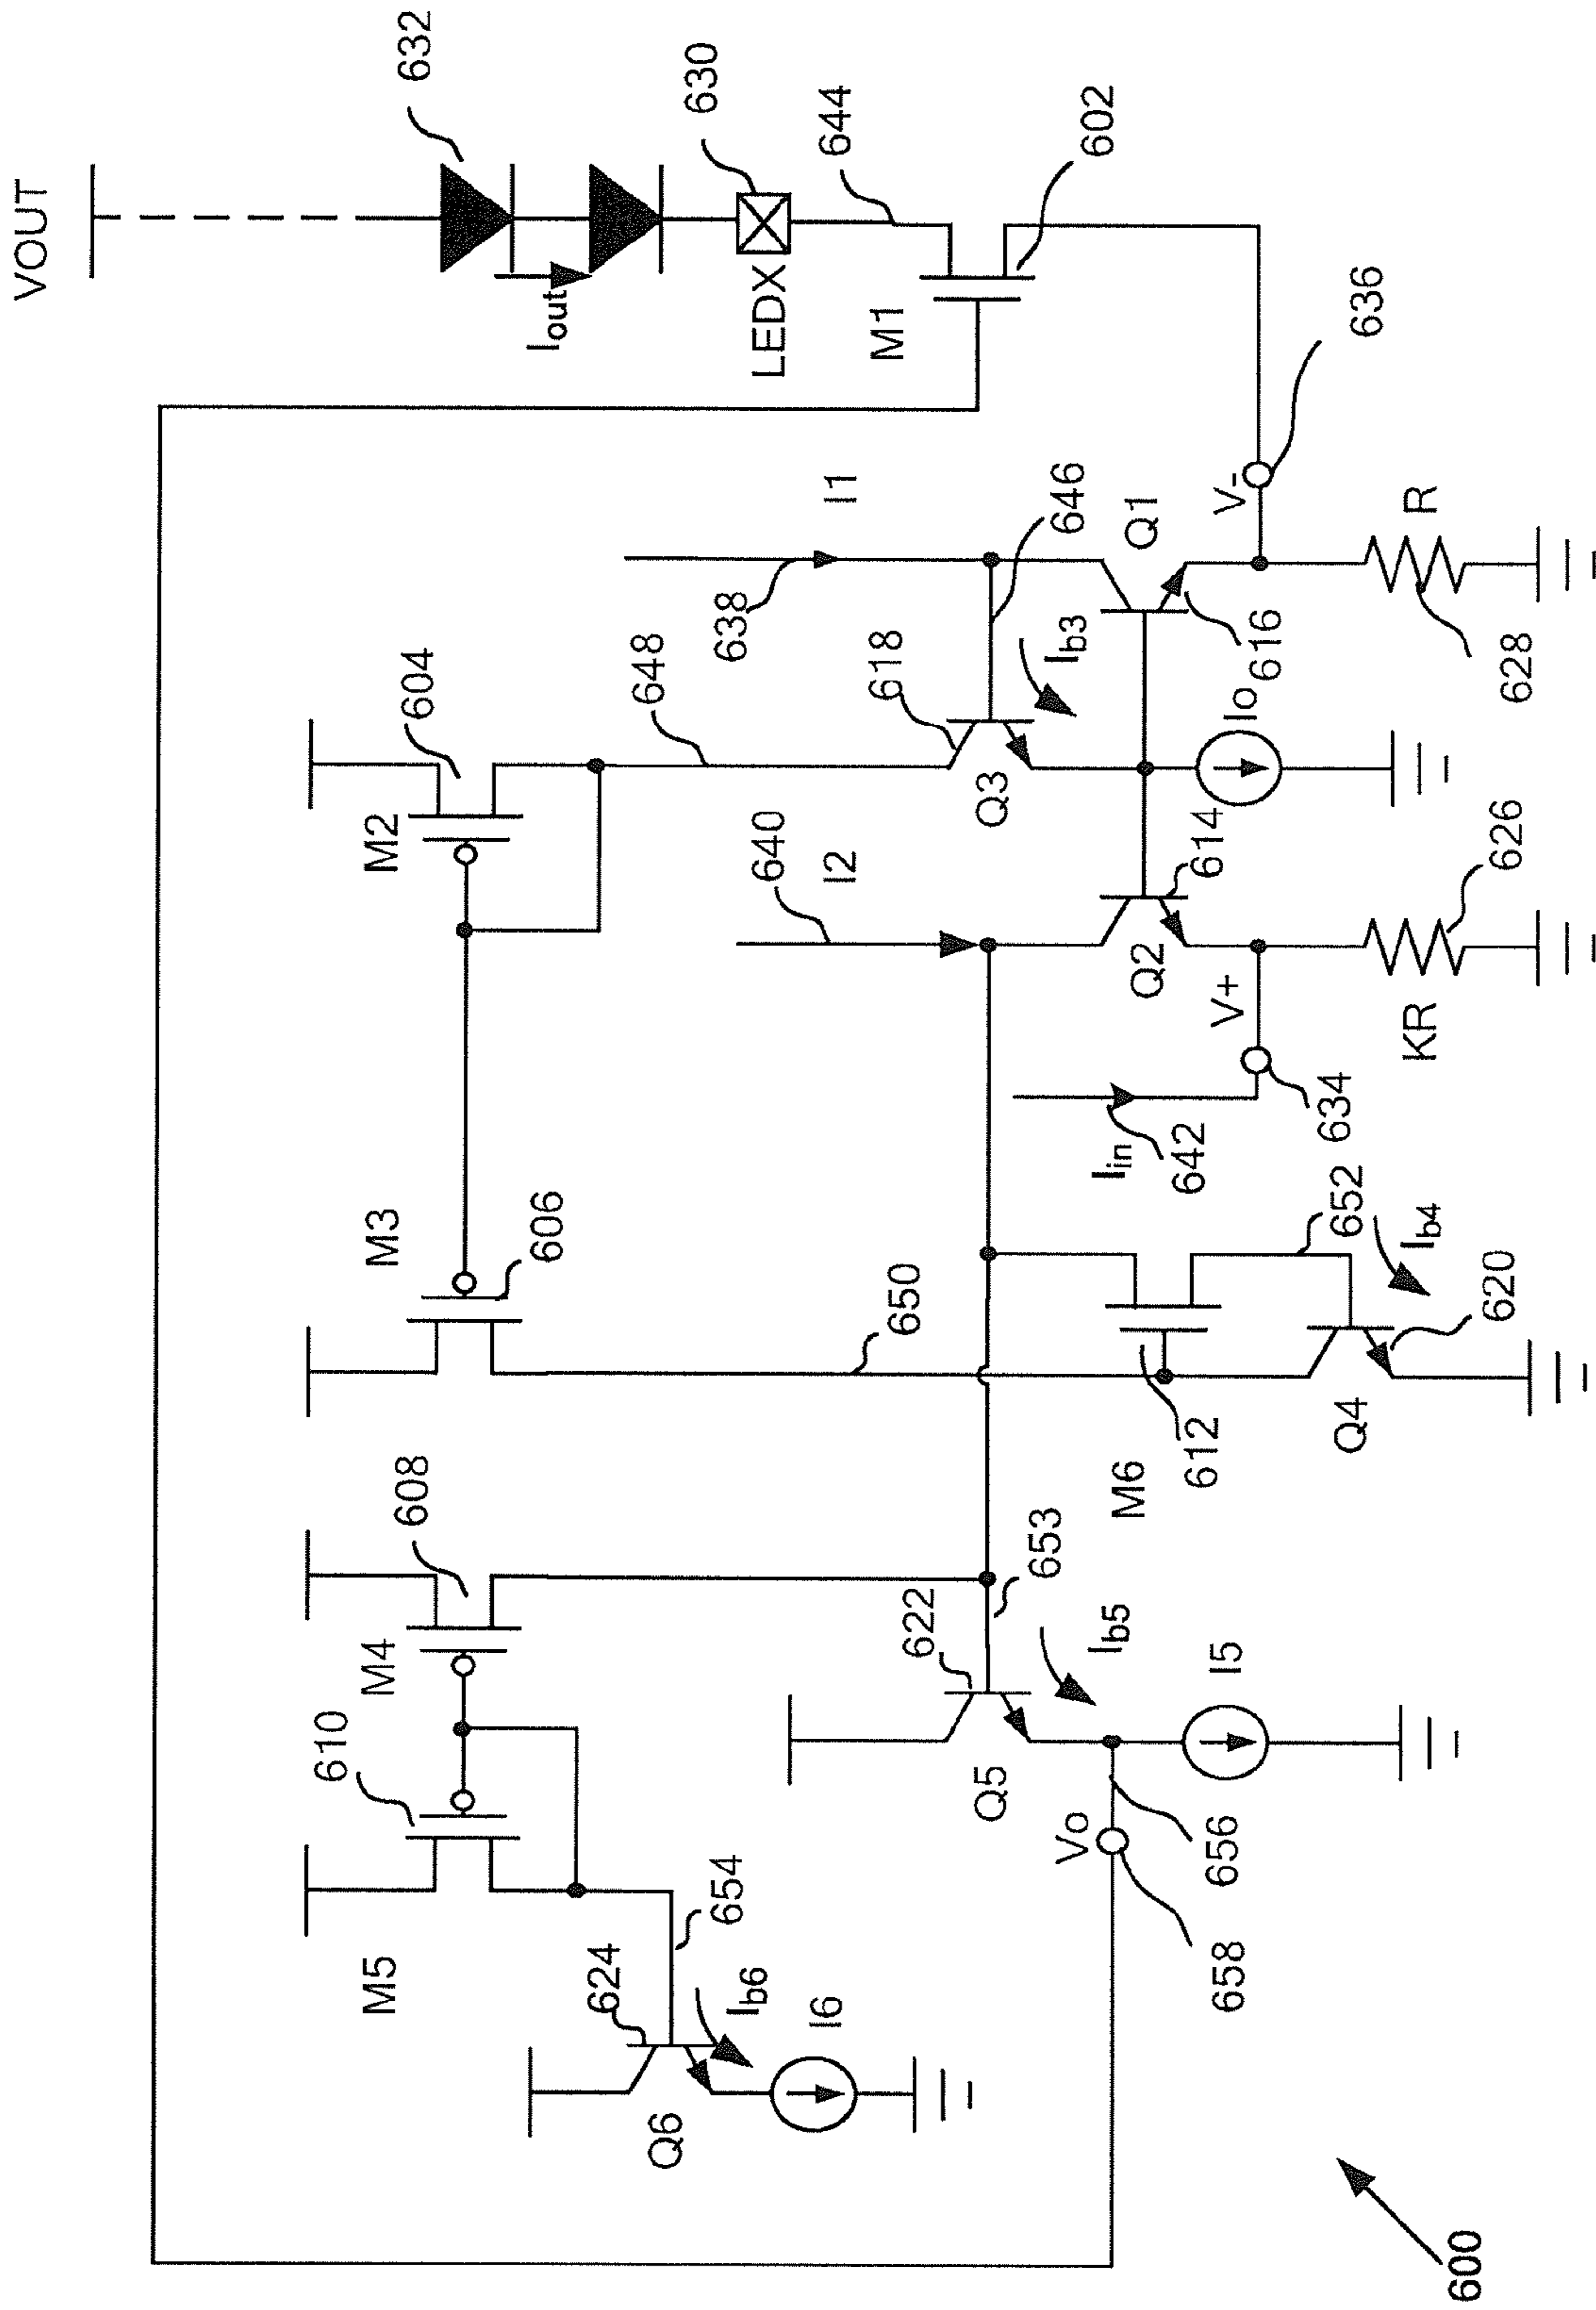 VOUT
632
Iout
630
LEDX
644
M1
602
636
V-
R
628
I1
638
646
Q1
616
Ib3
618
Q3
Io
604
M2
648
640
I2
614
Q2
626
V+
KR
634
Iin
642
M3
606
650
652
Ib4
620
612
Q4
M6
608
M4
653
622
Ib5
I5
610
Q5
Vo
656
658
M5
654
624
Ib6
I6
Q6
600